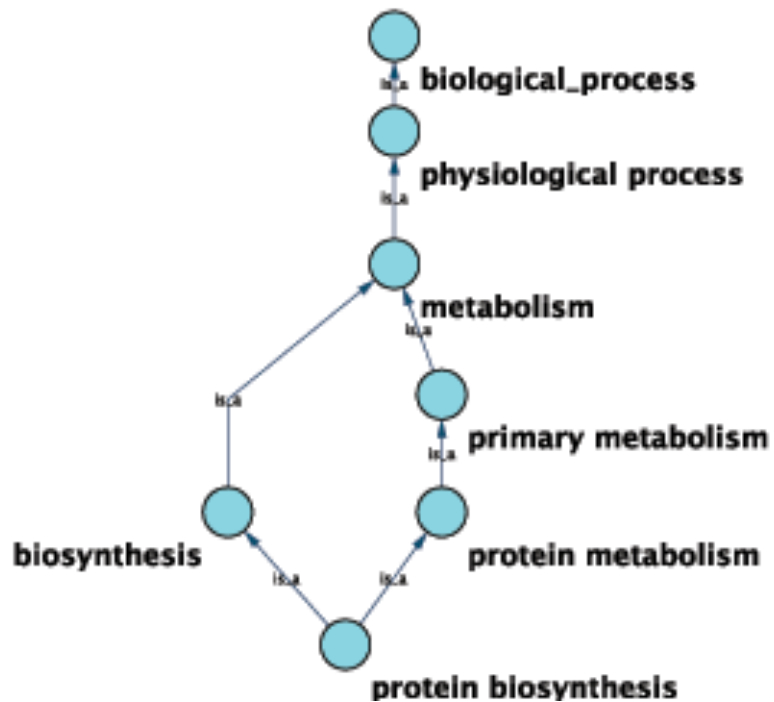 is_a
biological_process
physiological process
is_a
metabolism
is_a
is_a
primary metabolism
is_a
biosynthesis
protein metabolism
is_a
is_a
protein biosynthesis